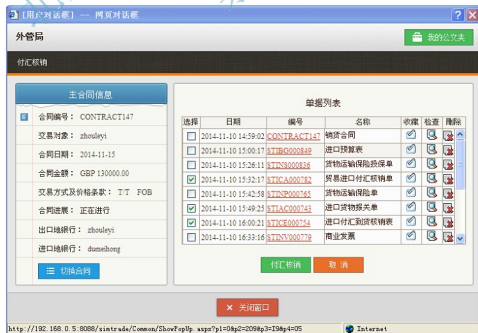 [用户对话框] -- 网页对话框
外管局
我的公文夹
付汇核销
主合同信息
合同编号： CONTRACT147
交易对象： zhouleyi
合同日期： 2014-11-15
合同金额： GBP 130000.00
交易方式及价格条款： T/T FOB
合同进展： 正在进行
出口地银行： zhouleyi
进口地银行： dumeihong
切换合同
单据列表
选择 日期 编号 名称 收藏 检查 删除
2014-11-10 14:59:02 CONTRACT147 销货合同
2014-11-10 15:00:17 STIBG000849 进口预算表
2014-11-10 15:26:11 STINS000836 货物运输保险投保单
2014-11-10 15:32:17 STICA000782 贸易进口付汇核销单
2014-11-10 15:42:58 STINP000765 货物运输保险单
2014-11-10 15:49:25 STIAC000743 进口货物报关单
2014-11-10 16:00:21 STICE000754 进口付汇到货核销表
2014-11-10 16:33:16 STINV000779 商业发票
付汇核销 取 消
× 关闭窗口
http://192.168.0.5:8088/simtrade/Common/ShowPopUp.aspx?p1=0&p2=209&p3=I9&p4=05 Internet